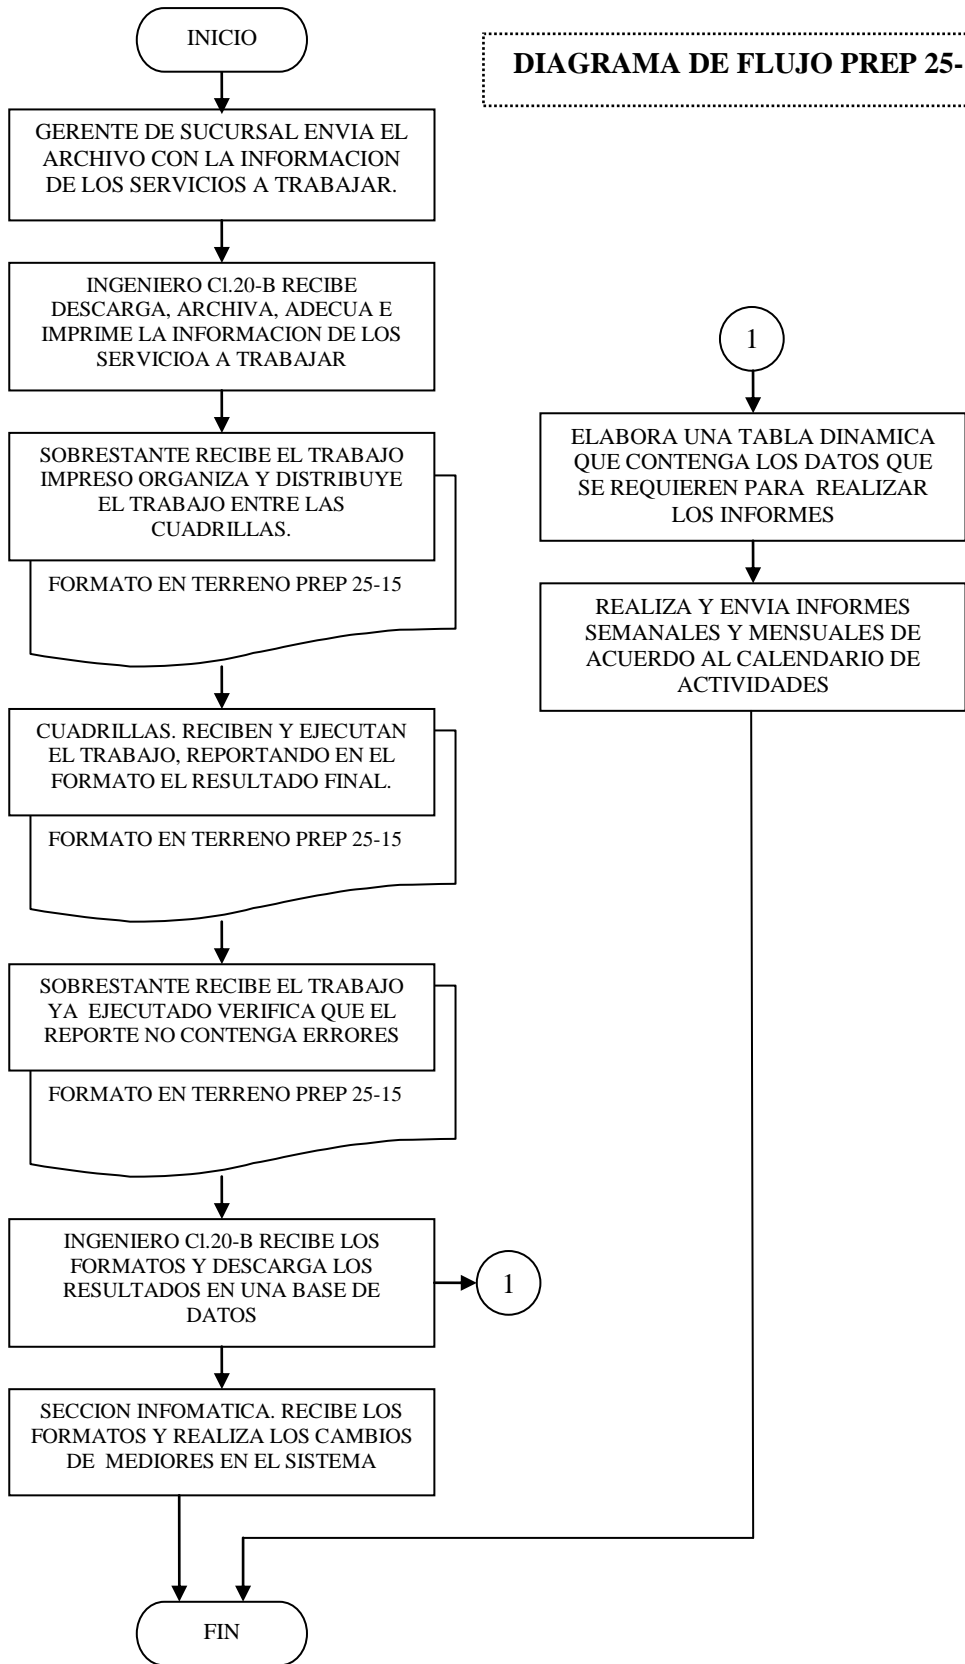 INICIO
DIAGRAMA DE FLUJO PREP 25-
GERENTE DE SUCURSAL ENVIA EL
ARCHIVO CON LA INFORMACION
DE LOS SERVICIOS A TRABAJAR.
INGENIERO Cl.20-B RECIBE
DESCARGA, ARCHIVA, ADECUA E
IMPRIME LA INFORMACION DE LOS
SERVICIOA A TRABAJAR
SOBRESTANTE RECIBE EL TRABAJO
IMPRESO ORGANIZA Y DISTRIBUYE
EL TRABAJO ENTRE LAS
CUADRILLAS.
FORMATO EN TERRENO PREP 25-15
CUADRILLAS. RECIBEN Y EJECUTAN
EL TRABAJO, REPORTANDO EN EL
FORMATO EL RESULTADO FINAL.
FORMATO EN TERRENO PREP 25-15
SOBRESTANTE RECIBE EL TRABAJO
YA EJECUTADO VERIFICA QUE EL
REPORTE NO CONTENGA ERRORES
FORMATO EN TERRENO PREP 25-15
INGENIERO Cl.20-B RECIBE LOS
FORMATOS Y DESCARGA LOS
RESULTADOS EN UNA BASE DE
DATOS
1
SECCION INFOMATICA. RECIBE LOS
FORMATOS Y REALIZA LOS CAMBIOS
DE MEDIORES EN EL SISTEMA
1
ELABORA UNA TABLA DINAMICA
QUE CONTENGA LOS DATOS QUE
SE REQUIEREN PARA REALIZAR
LOS INFORMES
REALIZA Y ENVIA INFORMES
SEMANALES Y MENSUALES DE
ACUERDO AL CALENDARIO DE
ACTIVIDADES
FIN